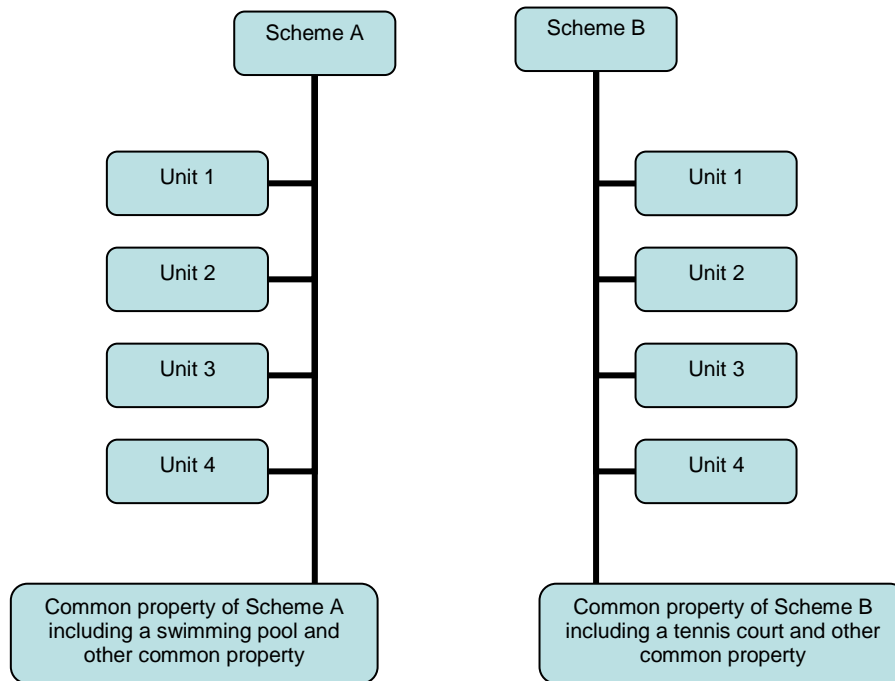 Scheme A
Unit 1
Unit 2
Unit 3
Unit 4
Common property of Scheme A
including a swimming pool and
other common property
Scheme B
Unit 1
Unit 2
Unit 3
Unit 4
Common property of Scheme B
including a tennis court and other
common property